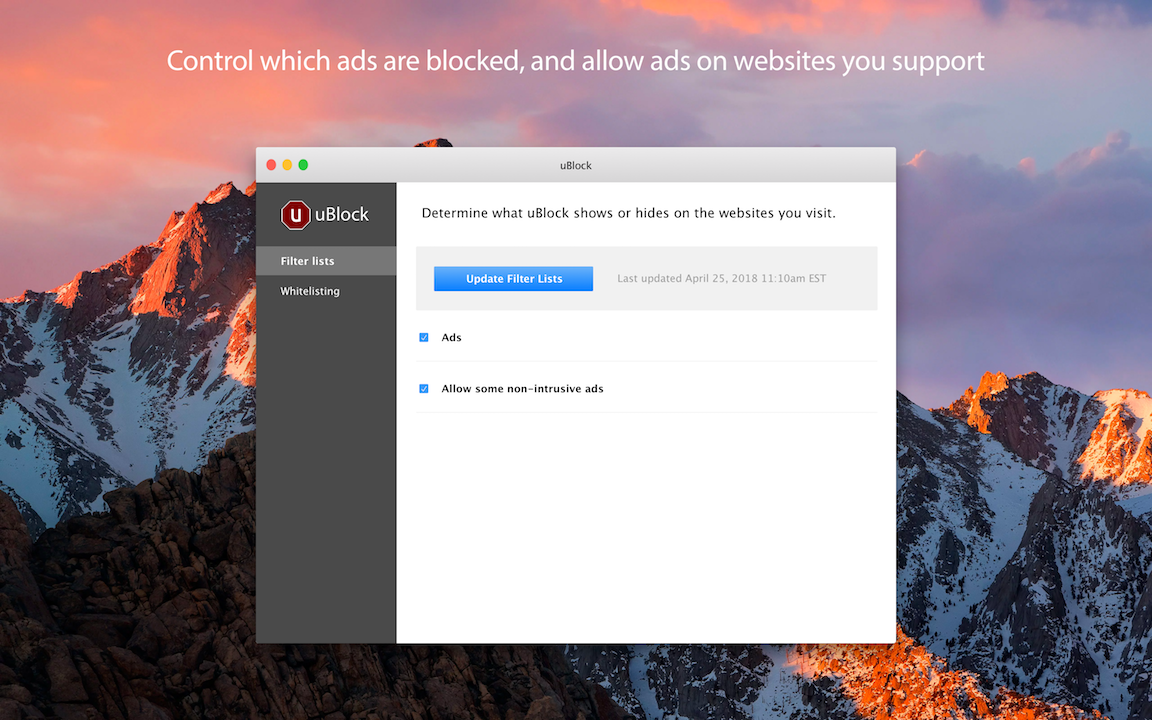 Control which ads are blocked, and allow ads on websites you support
uBlock
u uBlock
Determine what uBlock shows or hides on the websites you visit.
Filter lists
Update Filter Lists
Last updated April 25, 2018 11:10am EST
Whitelisting
Ads
Allow some non-intrusive ads